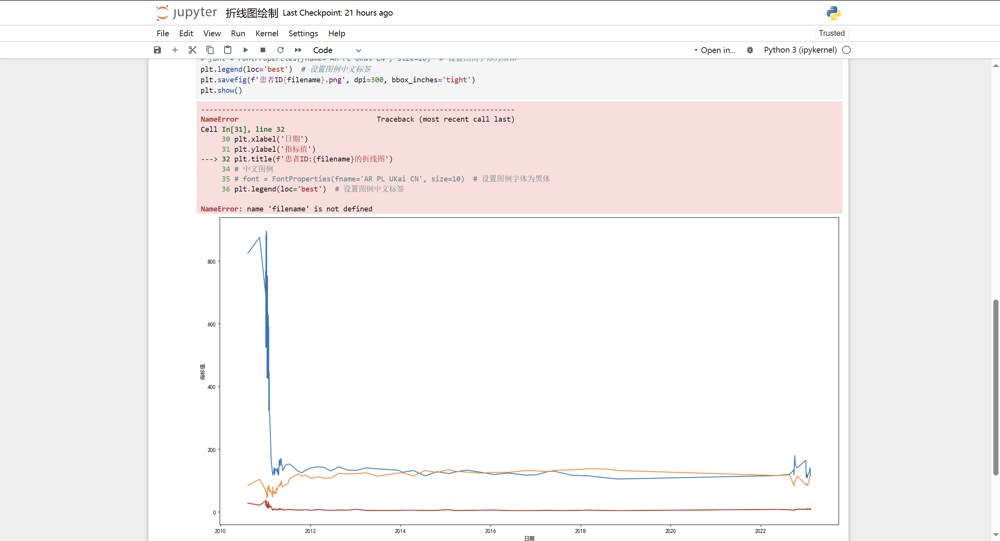 jupyter 折线图绘制 Last Checkpoint: 21 hours ago
File Edit View Run Kernel Settings Help Trusted
Code Open in... Python 3 (ipykernel)
# font = FontProperties(fname='AR PL UKai CN', size=10)  # 设置图例字体为黑体
plt.legend(loc='best')  # 设置图例中文标签
plt.savefig(f'患者ID{filename}.png', dpi=300, bbox_inches='tight')
plt.show()
---------------------------------------------------------------------------
NameError                                 Traceback (most recent call last)
Cell In[31], line 32
     30 plt.xlabel('日期')
     31 plt.ylabel('指标值')
---> 32 plt.title(f'患者ID:{filename}的折线图')
     34 # 中文图例
     35 # font = FontProperties(fname='AR PL UKai CN', size=10)  # 设置图例字体为黑体
     36 plt.legend(loc='best')  # 设置图例中文标签
NameError: name 'filename' is not defined
800
600
指标值
400
200
0
2010 2012 2014 2016 2018 2020 2022
日期